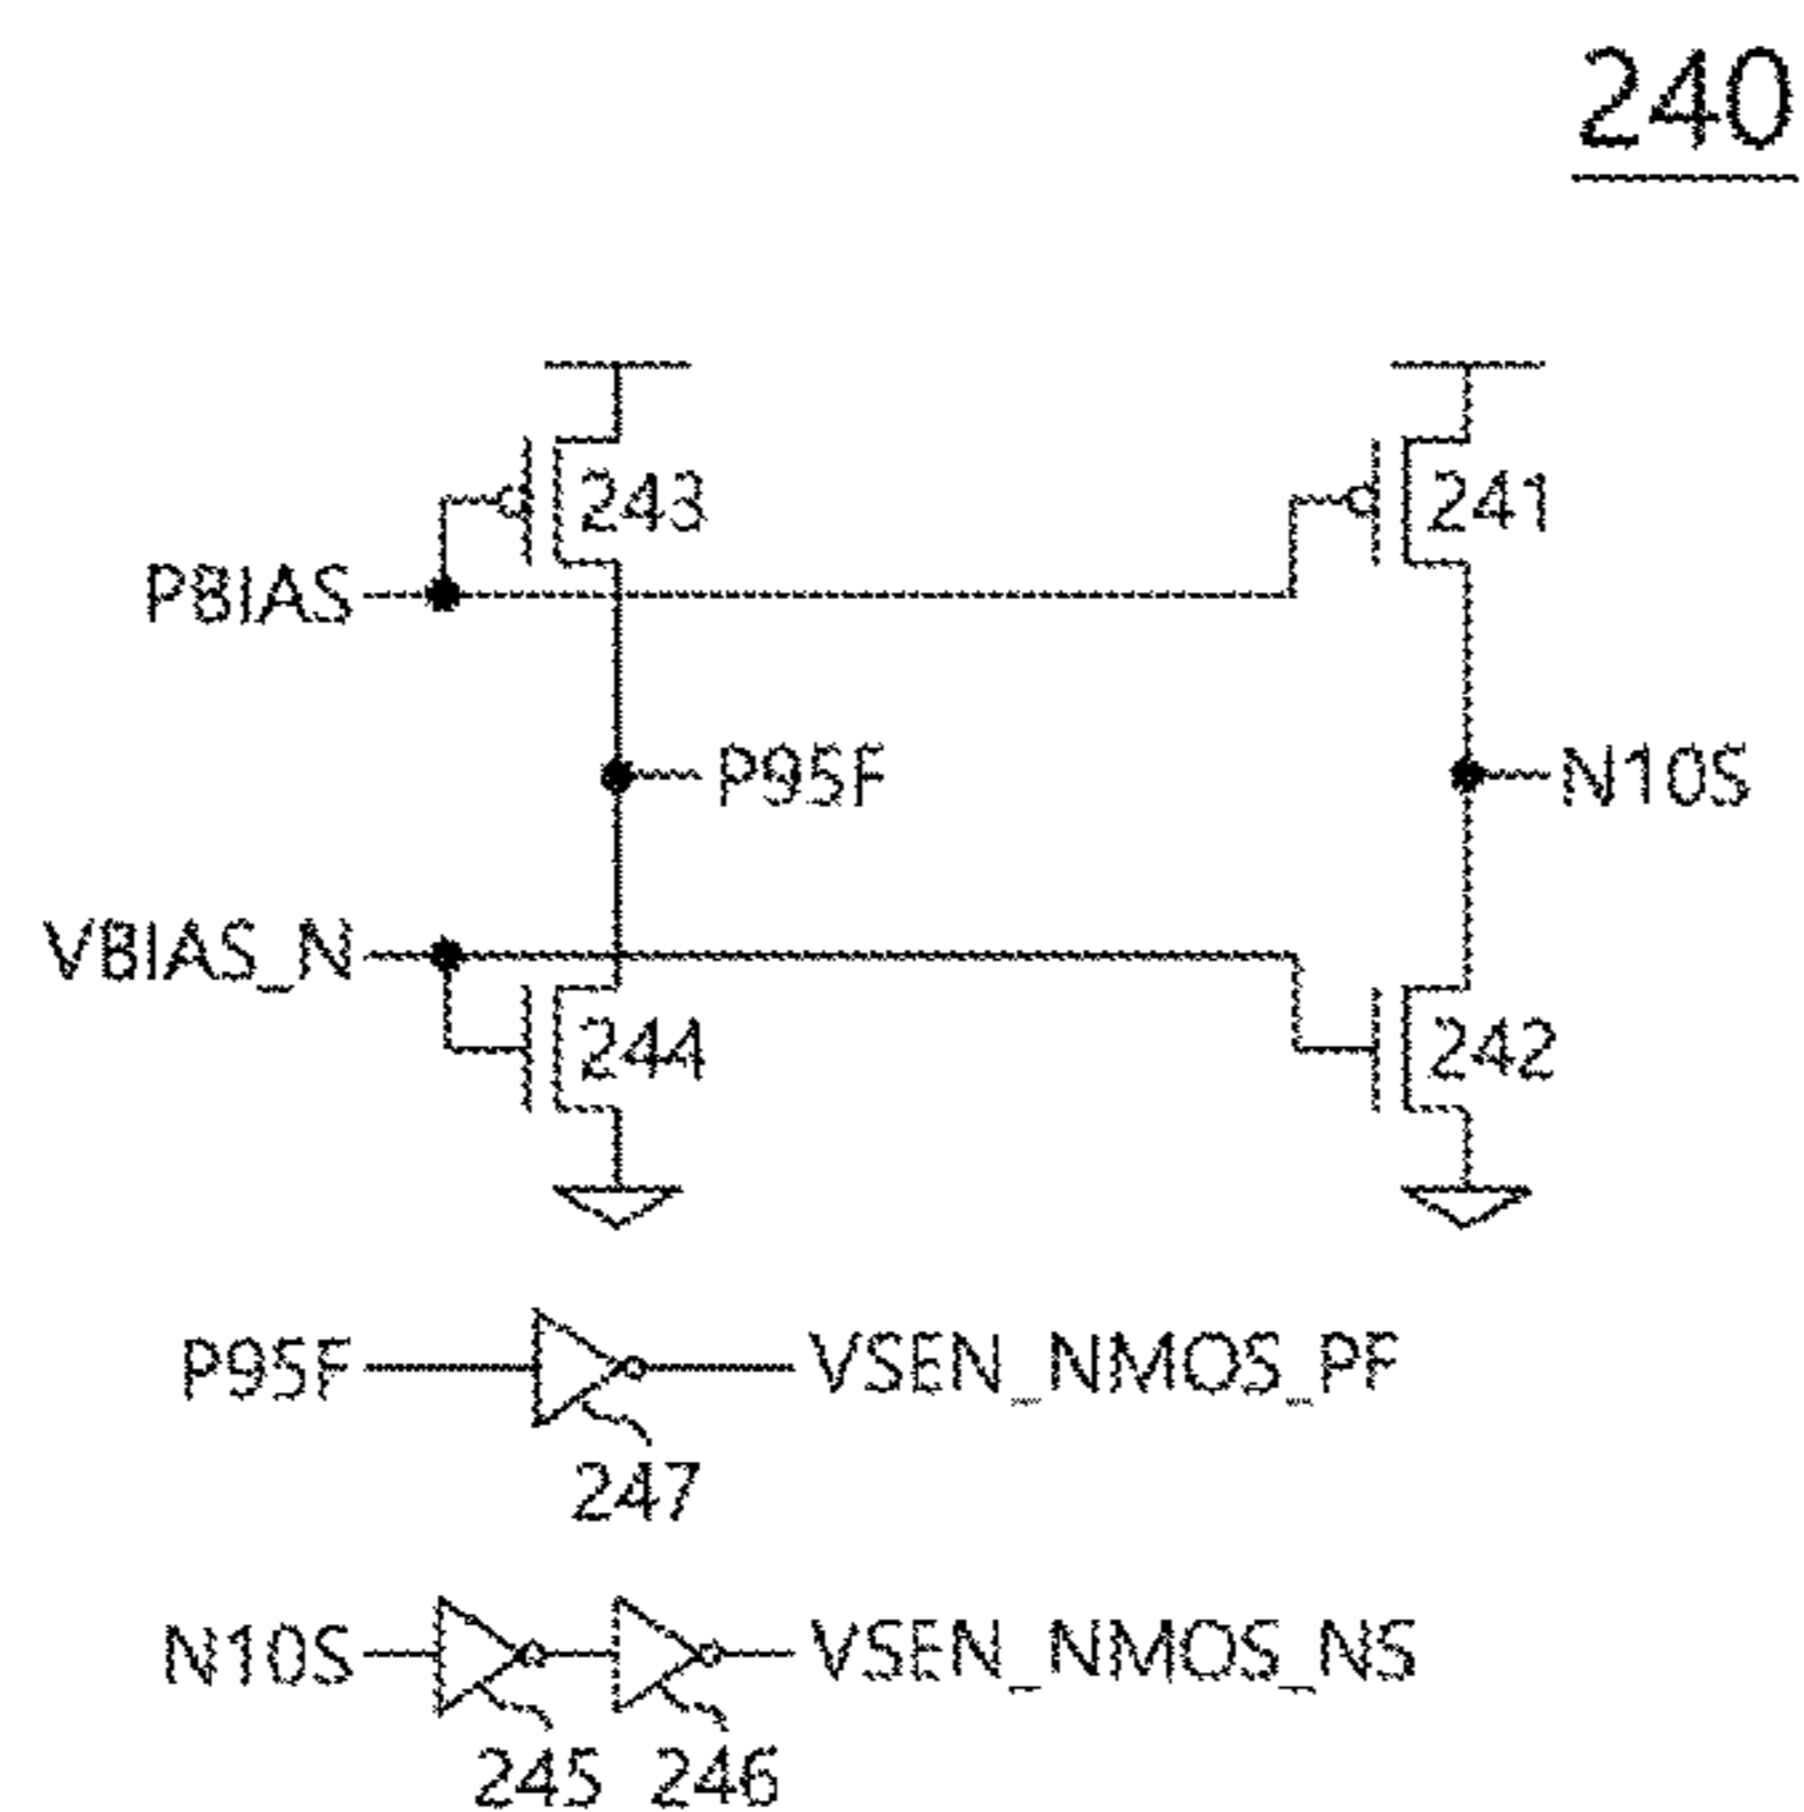 240
243 241
PBIAS
P95F N10S
VBIAS_N
244 242
P95F VSEN_NMOS_PF
247
N10S VSEN_NMOS_NS
245 246